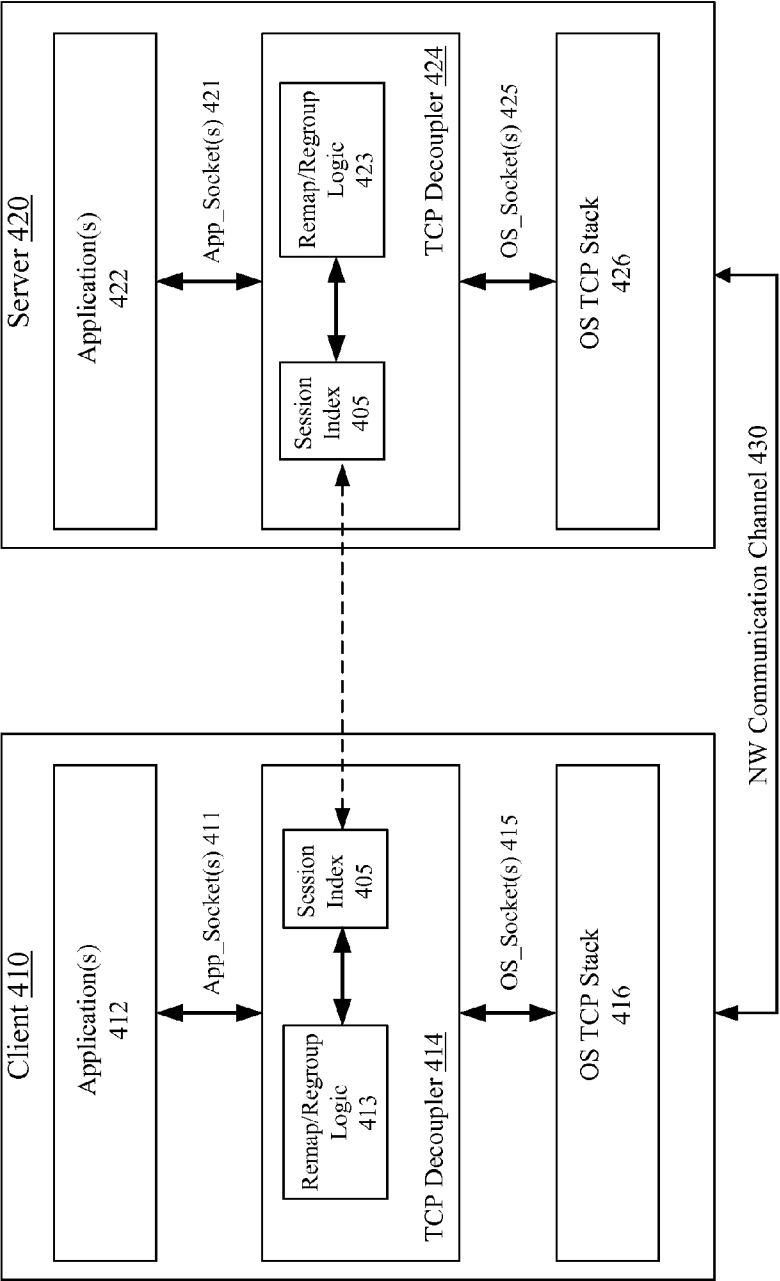 Client 410
Application(s)
412
App_Socket(s) 411
Remap/Regroup
Logic
413
Session
Index
405
TCP Decoupler 414
OS_Socket(s) 415
OS TCP Stack
416
Server 420
Application(s)
422
App_Socket(s) 421
Session
Index
405
Remap/Regroup
Logic
423
TCP Decoupler 424
OS_Socket(s) 425
OS TCP Stack
426
NW Communication Channel 430